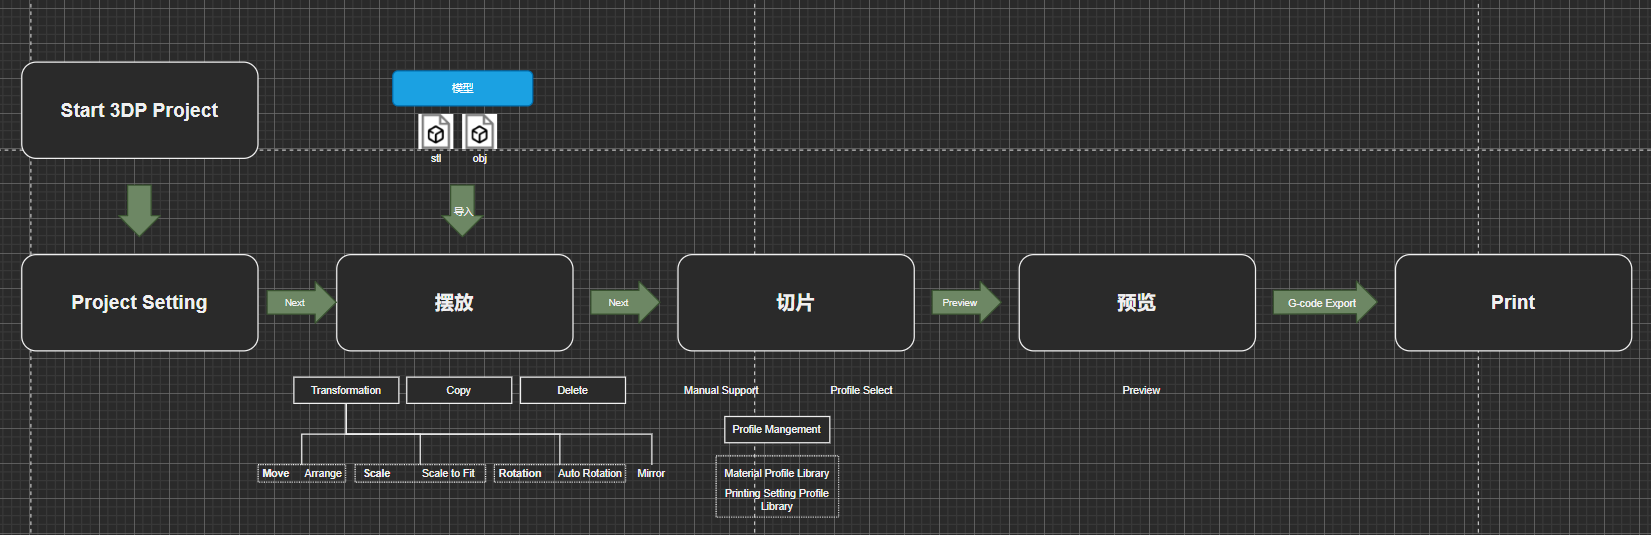 Start 3DP Project
模型
stl
obj
导入
Project Setting
Next
摆放
Next
切片
Preview
预览
G-code Export
Print
Transformation
Copy
Delete
Manual Support
Profile Select
Preview
Profile Mangement
Move
Arrange
Scale
Scale to Fit
Rotation
Auto Rotation
Mirror
Material Profile Library
Printing Setting Profile
Library